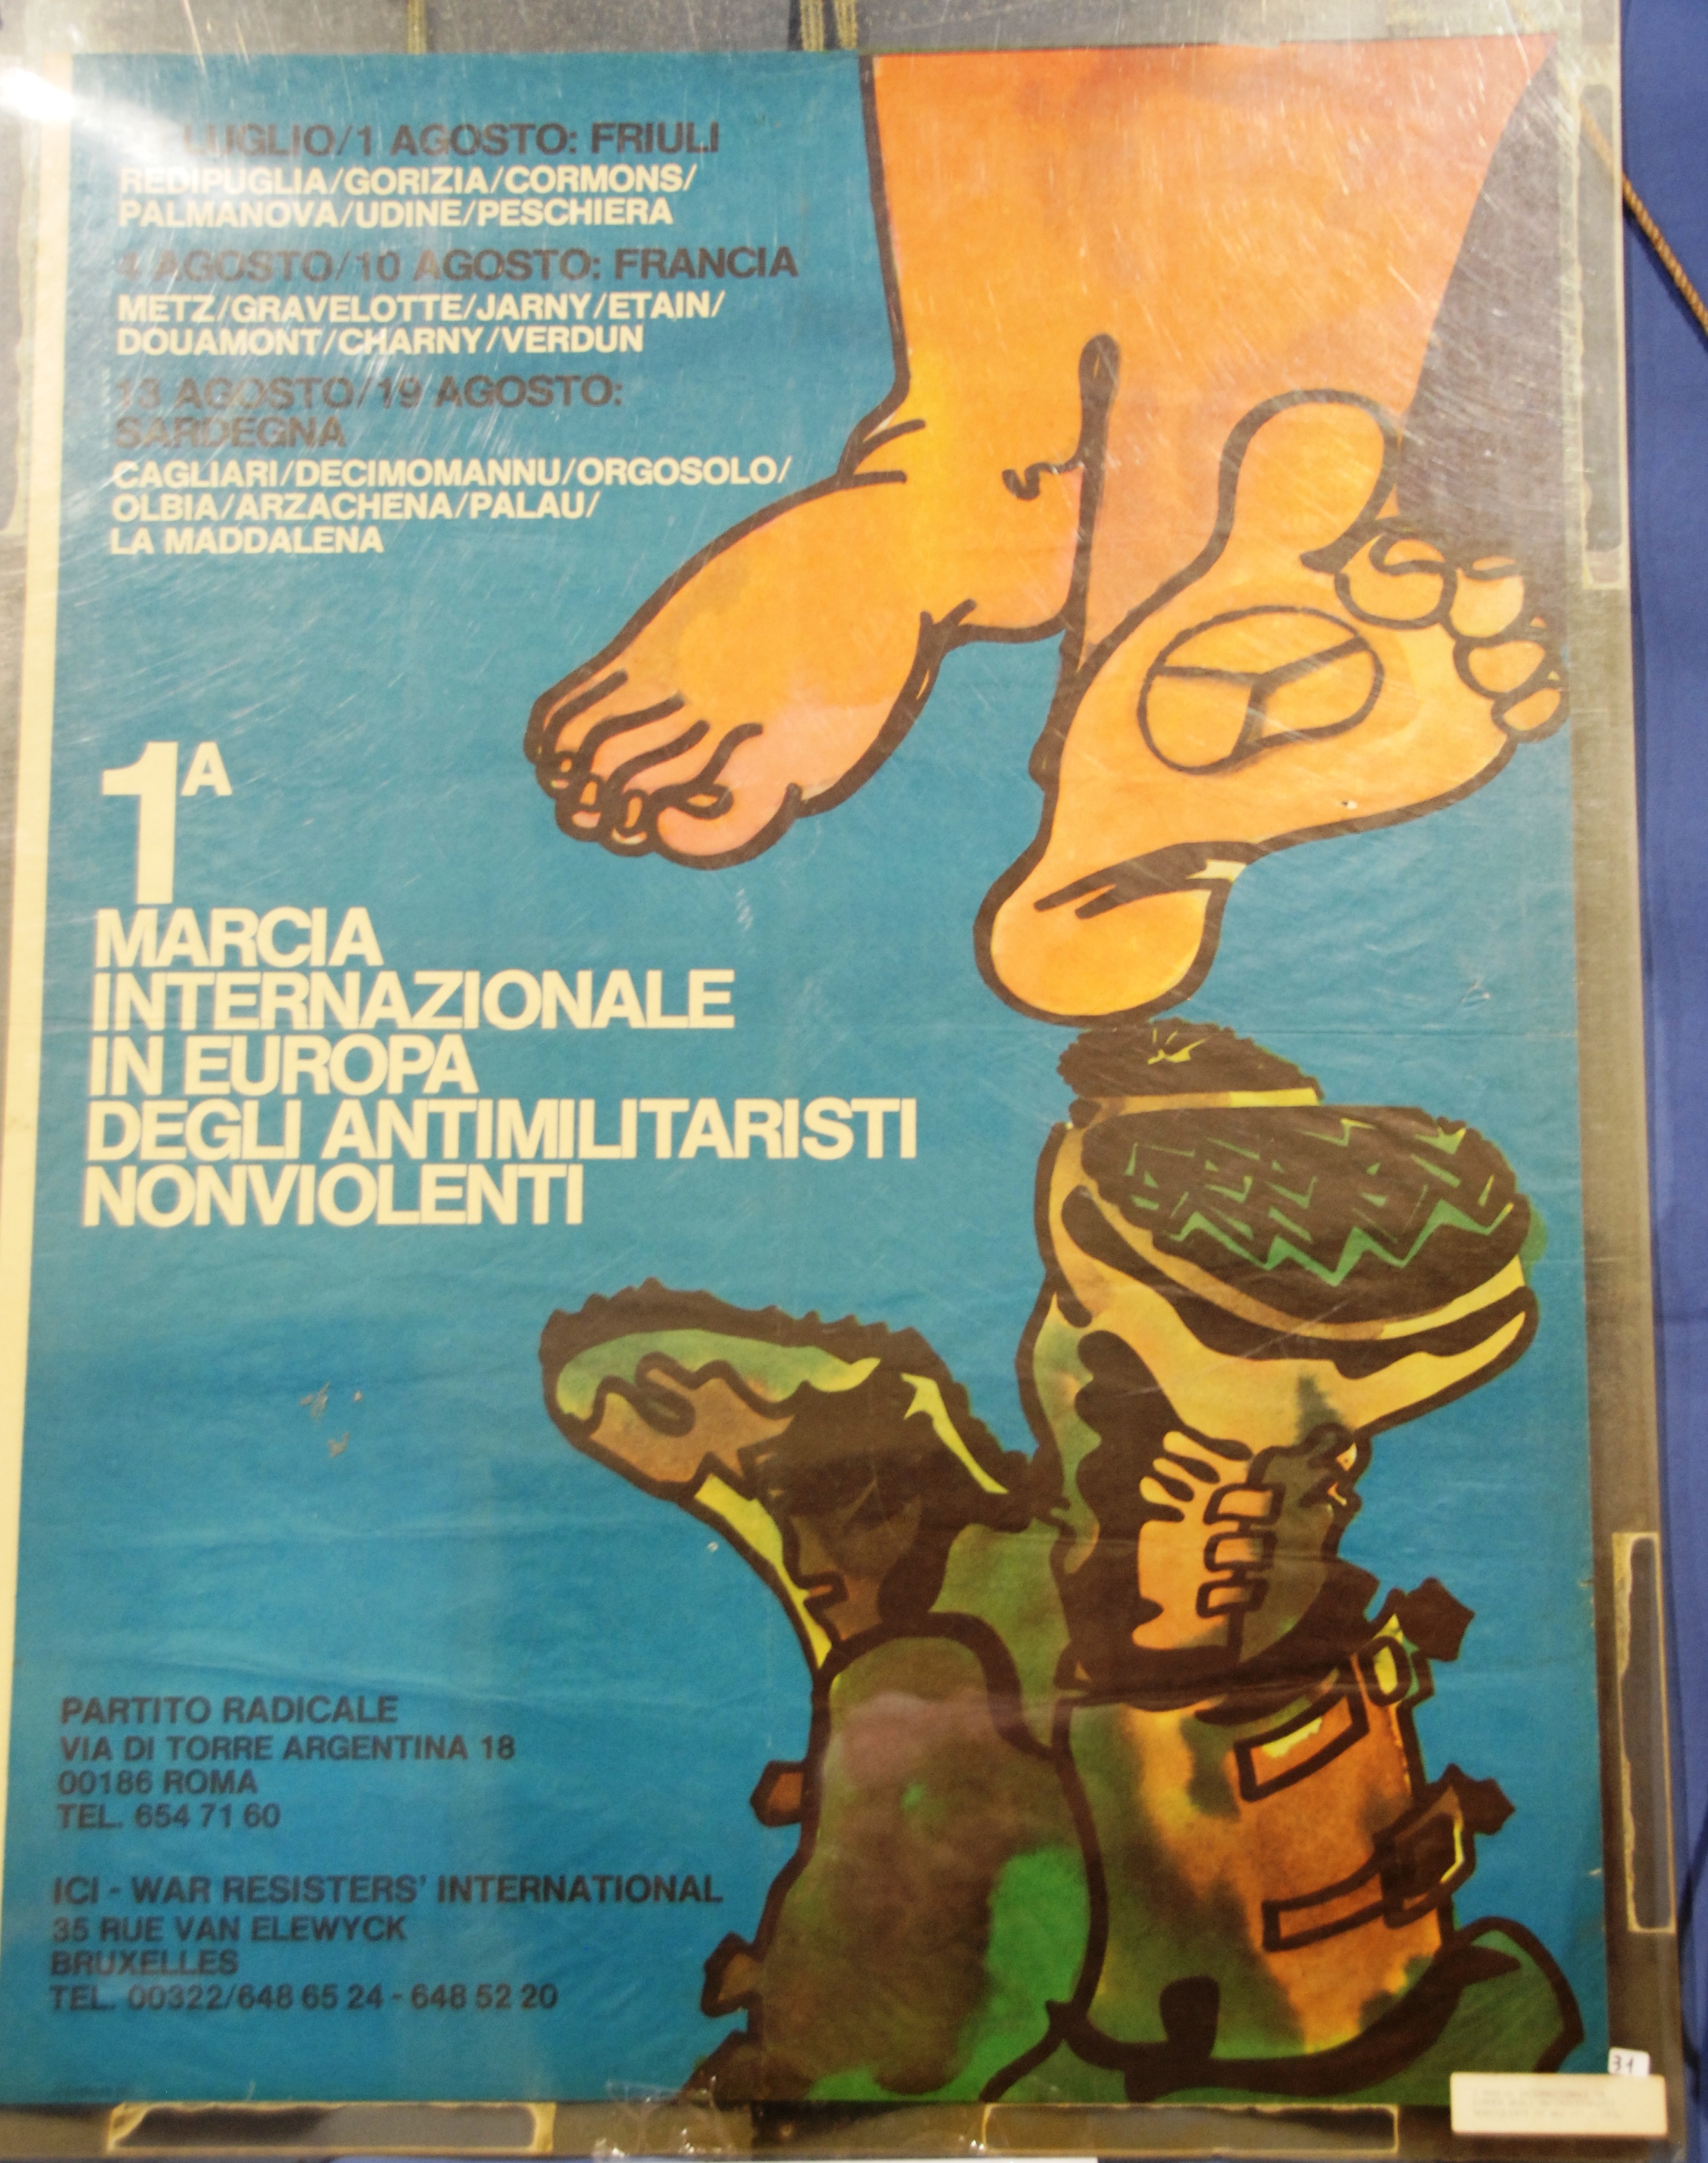 LUGLIO/1 AGOSTO: FRIULI
REDIPUGLIA/GORIZIA/CORMONS/
PALMANOVA/UDINE/PESCHIERA
4 AGOSTO/10 AGOSTO: FRANCIA
METZ/GRAVELOTTE/JARNY/ETAIN/
DOUAMONT/CHARNY/VERDUN
13 AGOSTO/19 AGOSTO:
SARDEGNA
CAGLIARI/DECIMOMANNU/ORGOSOLO/
OLBIA/ARZACHENA/PALAU/
LA MADDALENA
1A
MARCIA
INTERNAZIONALE
IN EUROPA
DEGLI ANTIMILITARISTI
NONVIOLENTI
PARTITO RADICALE
VIA DI TORRE ARGENTINA 18
00186 ROMA
TEL. 654 71 60
ICI - WAR RESISTERS' INTERNATIONAL
35 RUE VAN ELEWYCK
BRUXELLES
TEL. 00322/648 65 24 - 648 52 20
31